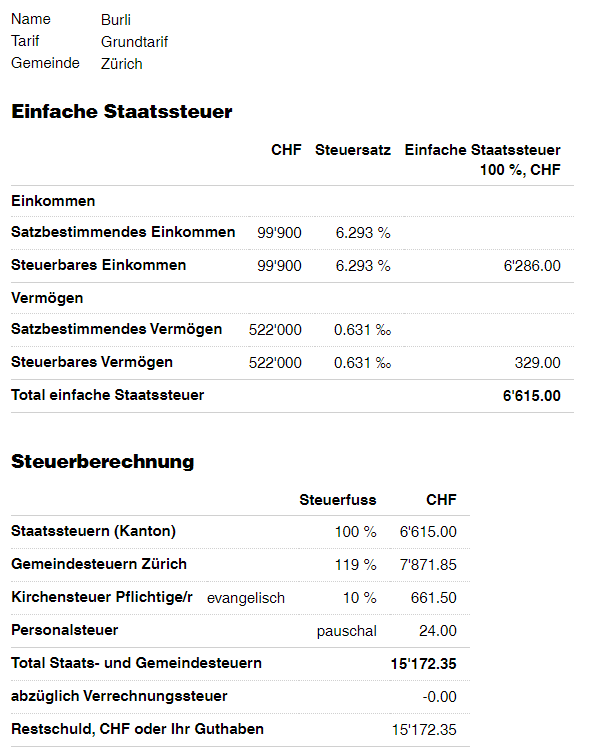 Name Burli
Tarif Grundtarif
Gemeinde Zürich
Einfache Staatssteuer
CHF Steuersatz Einfache Staatssteuer
100 %, CHF
Einkommen
Satzbestimmendes Einkommen 99'900 6.293 %
Steuerbares Einkommen 99'900 6.293 % 6'286.00
Vermögen
Satzbestimmendes Vermögen 522'000 0.631 ‰
Steuerbares Vermögen 522'000 0.631 ‰ 329.00
Total einfache Staatssteuer 6'615.00
Steuerberechnung
Steuerfuss CHF
Staatssteuern (Kanton) 100 % 6'615.00
Gemeindesteuern Zürich 119 % 7'871.85
Kirchensteuer Pflichtige/r evangelisch 10 % 661.50
Personalsteuer pauschal 24.00
Total Staats- und Gemeindesteuern 15'172.35
abzüglich Verrechnungssteuer -0.00
Restschuld, CHF oder Ihr Guthaben 15'172.35